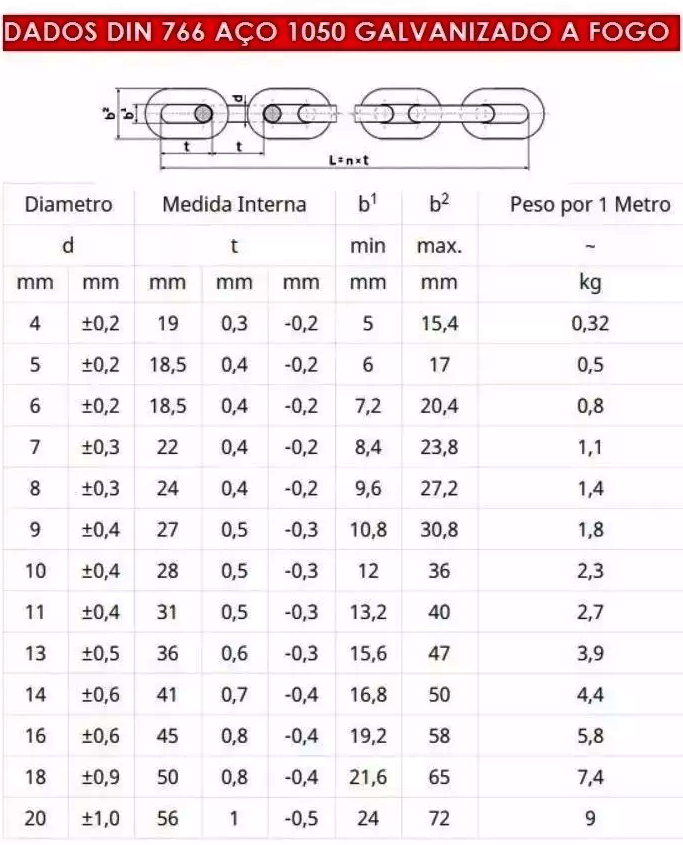 DADOS DIN 766 AÇO 1050 GALVANIZADO A FOGO
b² b¹ d
t t
L=n×t
Diametro Medida Interna b¹ b² Peso por 1 Metro
d t min max. ~
mm mm mm mm mm mm mm kg
4 ±0,2 19 0,3 -0,2 5 15,4 0,32
5 ±0,2 18,5 0,4 -0,2 6 17 0,5
6 ±0,2 18,5 0,4 -0,2 7,2 20,4 0,8
7 ±0,3 22 0,4 -0,2 8,4 23,8 1,1
8 ±0,3 24 0,4 -0,2 9,6 27,2 1,4
9 ±0,4 27 0,5 -0,3 10,8 30,8 1,8
10 ±0,4 28 0,5 -0,3 12 36 2,3
11 ±0,4 31 0,5 -0,3 13,2 40 2,7
13 ±0,5 36 0,6 -0,3 15,6 47 3,9
14 ±0,6 41 0,7 -0,4 16,8 50 4,4
16 ±0,6 45 0,8 -0,4 19,2 58 5,8
18 ±0,9 50 0,8 -0,4 21,6 65 7,4
20 ±1,0 56 1 -0,5 24 72 9